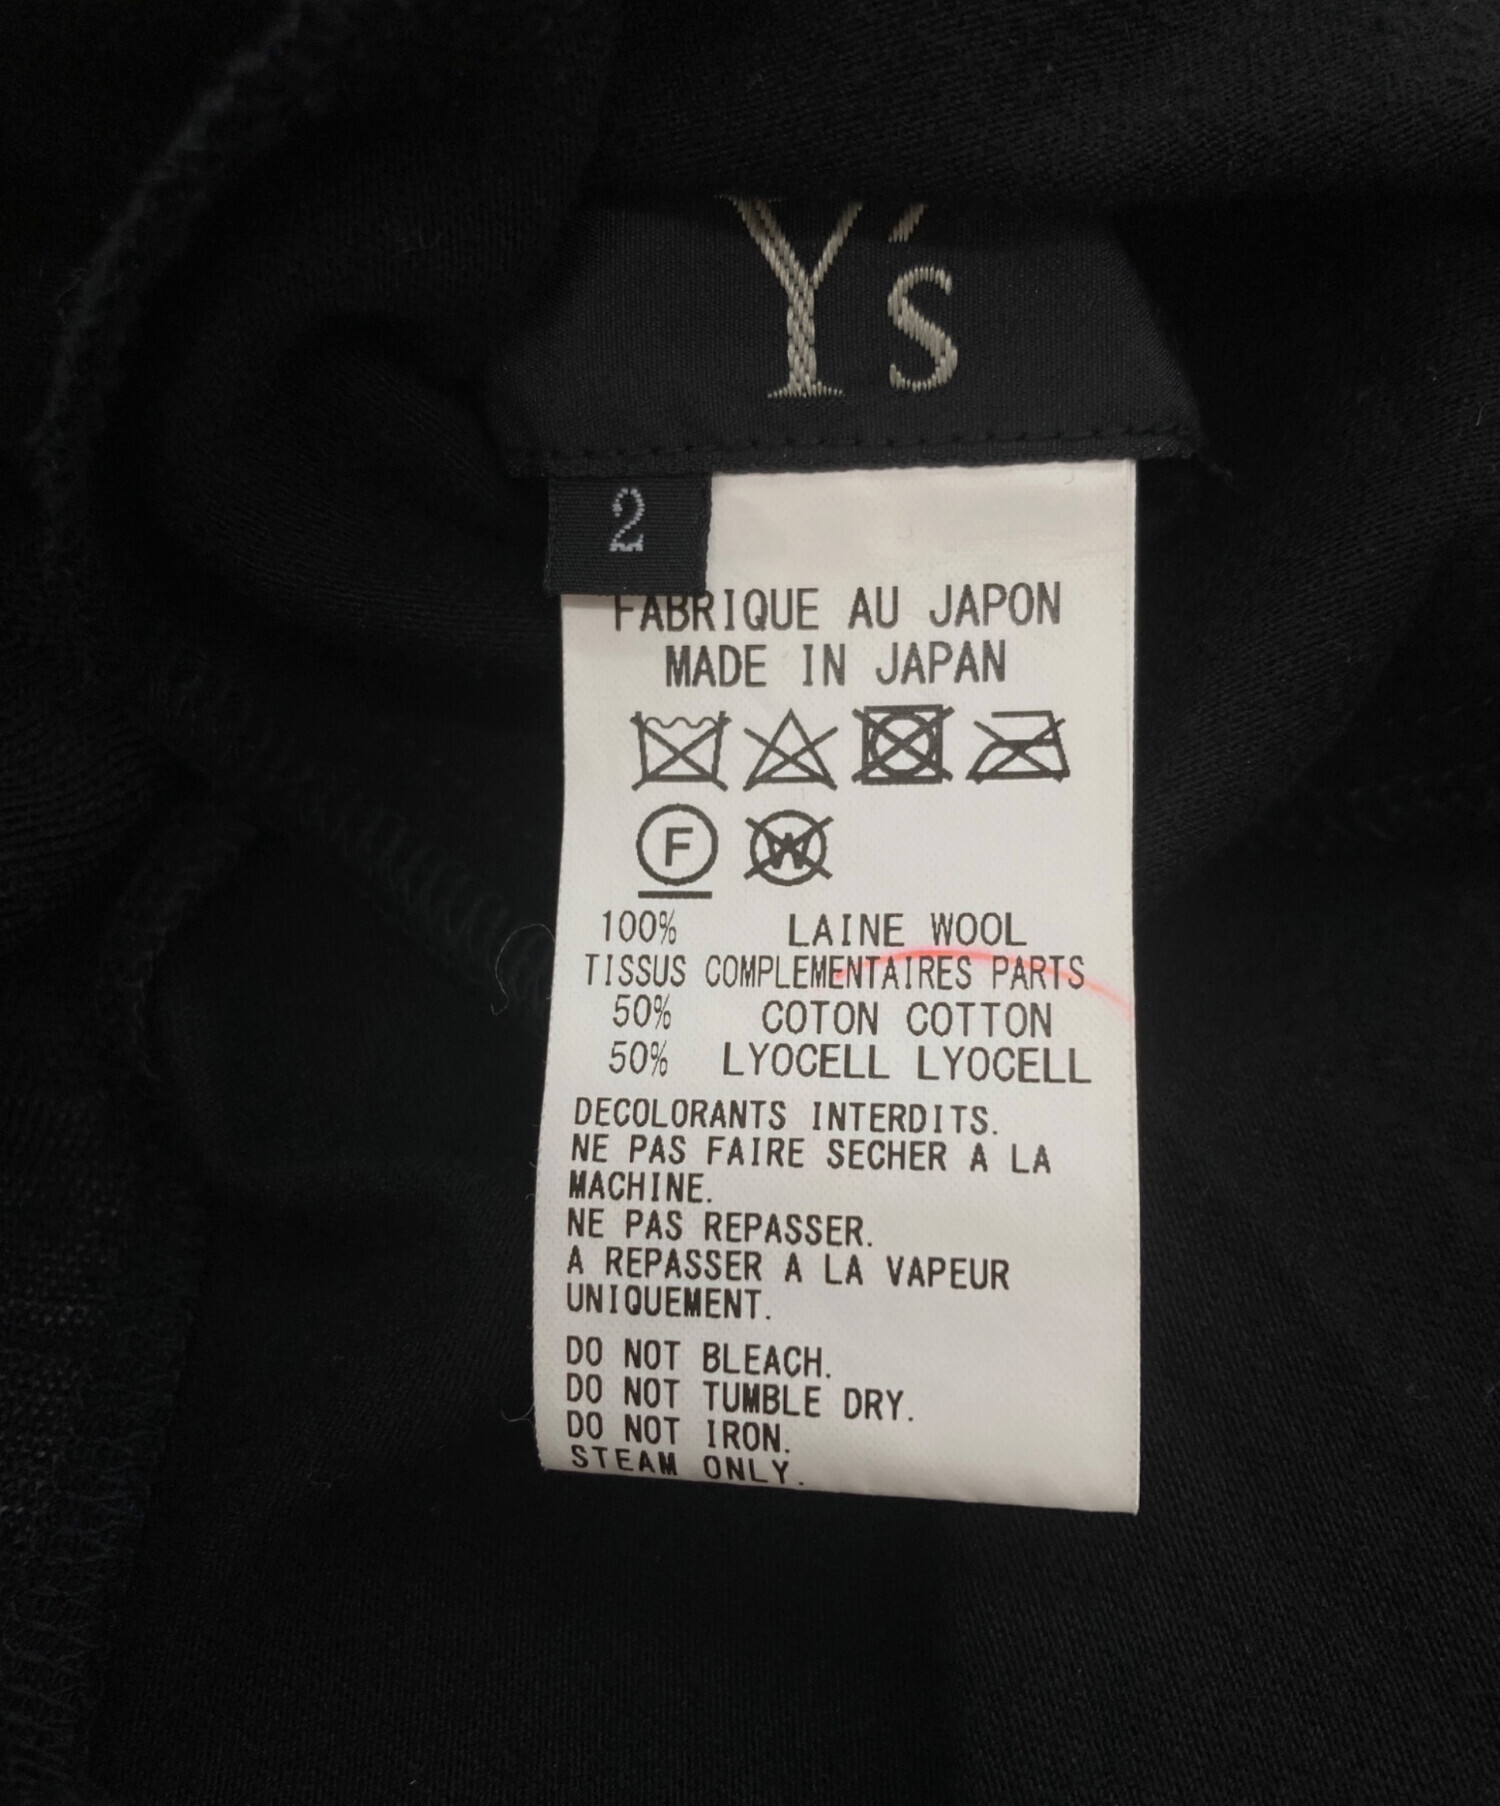 Y's
2
FABRIQUE AU JAPON
MADE IN JAPAN
F W
100% LAINE WOOL
TISSUS COMPLEMENTAIRES PARTS
50% COTON COTTON
50% LYOCELL LYOCELL
DECOLORANTS INTERDITS.
NE PAS FAIRE SECHER A LA
MACHINE.
NE PAS REPASSER.
A REPASSER A LA VAPEUR
UNIQUEMENT.
DO NOT BLEACH.
DO NOT TUMBLE DRY.
DO NOT IRON.
STEAM ONLY.